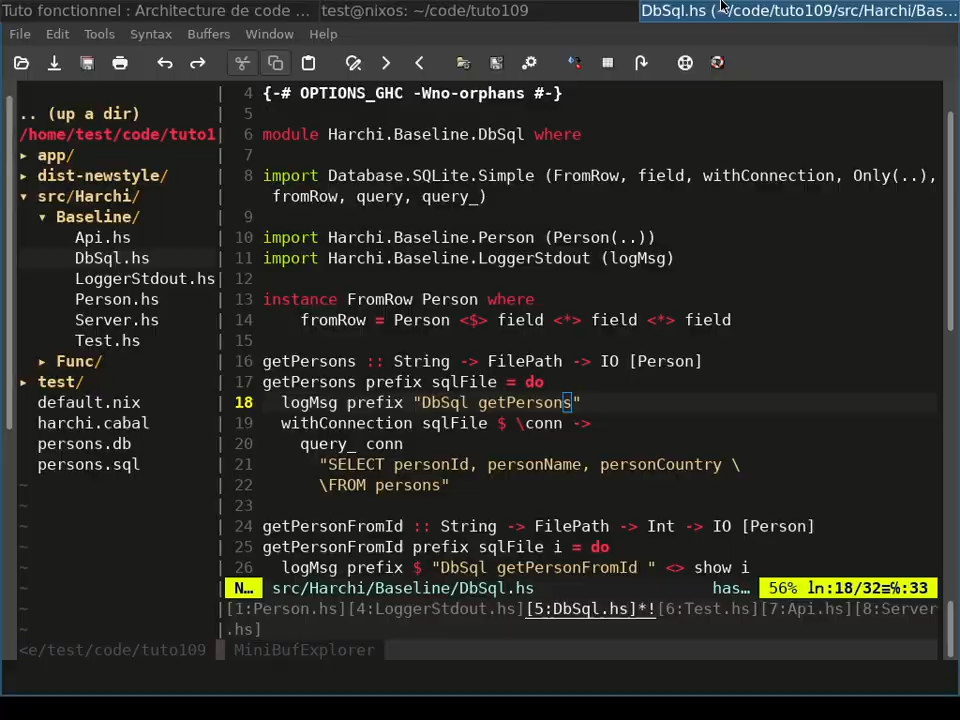 Tuto fonctionnel : Architecture de code ...
test@nixos: ~/code/tuto109
DbSql.hs (~/code/tuto109/src/Harchi/Bas...
File Edit Tools Syntax Buffers Window Help
.. (up a dir)
/home/test/code/tuto1
▸ app/
▸ dist-newstyle/
▾ src/Harchi/
▾ Baseline/
Api.hs
DbSql.hs
LoggerStdout.hs
Person.hs
Server.hs
Test.hs
▸ Func/
▸ test/
default.nix
harchi.cabal
persons.db
persons.sql
~
~
~
~
~
~
~
~
<e/test/code/tuto109
4 {-# OPTIONS_GHC -Wno-orphans #-}
5
6 module Harchi.Baseline.DbSql where
7
8 import Database.SQLite.Simple (FromRow, field, withConnection, Only(..),
fromRow, query, query_)
9
10 import Harchi.Baseline.Person (Person(..))
11 import Harchi.Baseline.LoggerStdout (logMsg)
12
13 instance FromRow Person where
14 fromRow = Person <$> field <*> field <*> field
15
16 getPersons :: String -> FilePath -> IO [Person]
17 getPersons prefix sqlFile = do
18 logMsg prefix "DbSql getPersons"
19 withConnection sqlFile $ \conn ->
20 query_ conn
21 "SELECT personId, personName, personCountry \
22 \FROM persons"
23
24 getPersonFromId :: String -> FilePath -> Int -> IO [Person]
25 getPersonFromId prefix sqlFile i = do
26 logMsg prefix $ "DbSql getPersonFromId " <> show i
N… src/Harchi/Baseline/DbSql.hs has… 56% ln:18/32≡℅:33
[1:Person.hs][4:LoggerStdout.hs][5:DbSql.hs]*![6:Test.hs][7:Api.hs][8:Server
.hs]
MiniBufExplorer